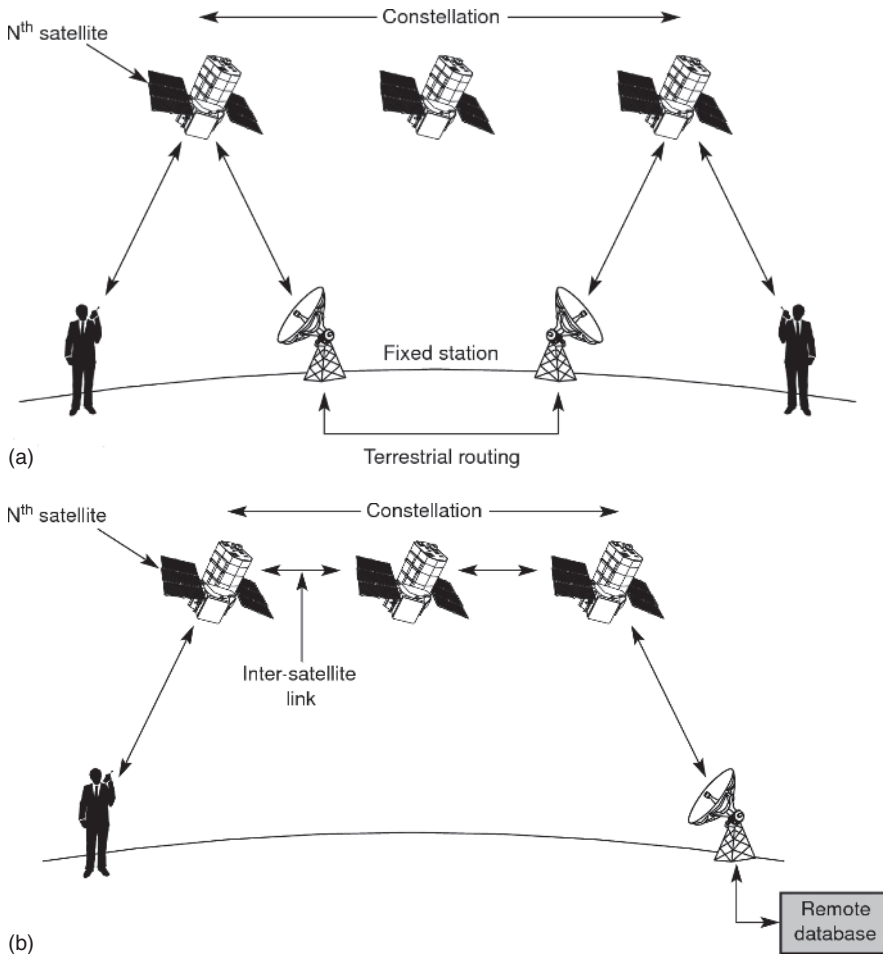 Constellation
Nth satellite
Fixed station
Terrestrial routing
(a)
Nth satellite
Constellation
Inter-satellite
link
Remote
database
(b)